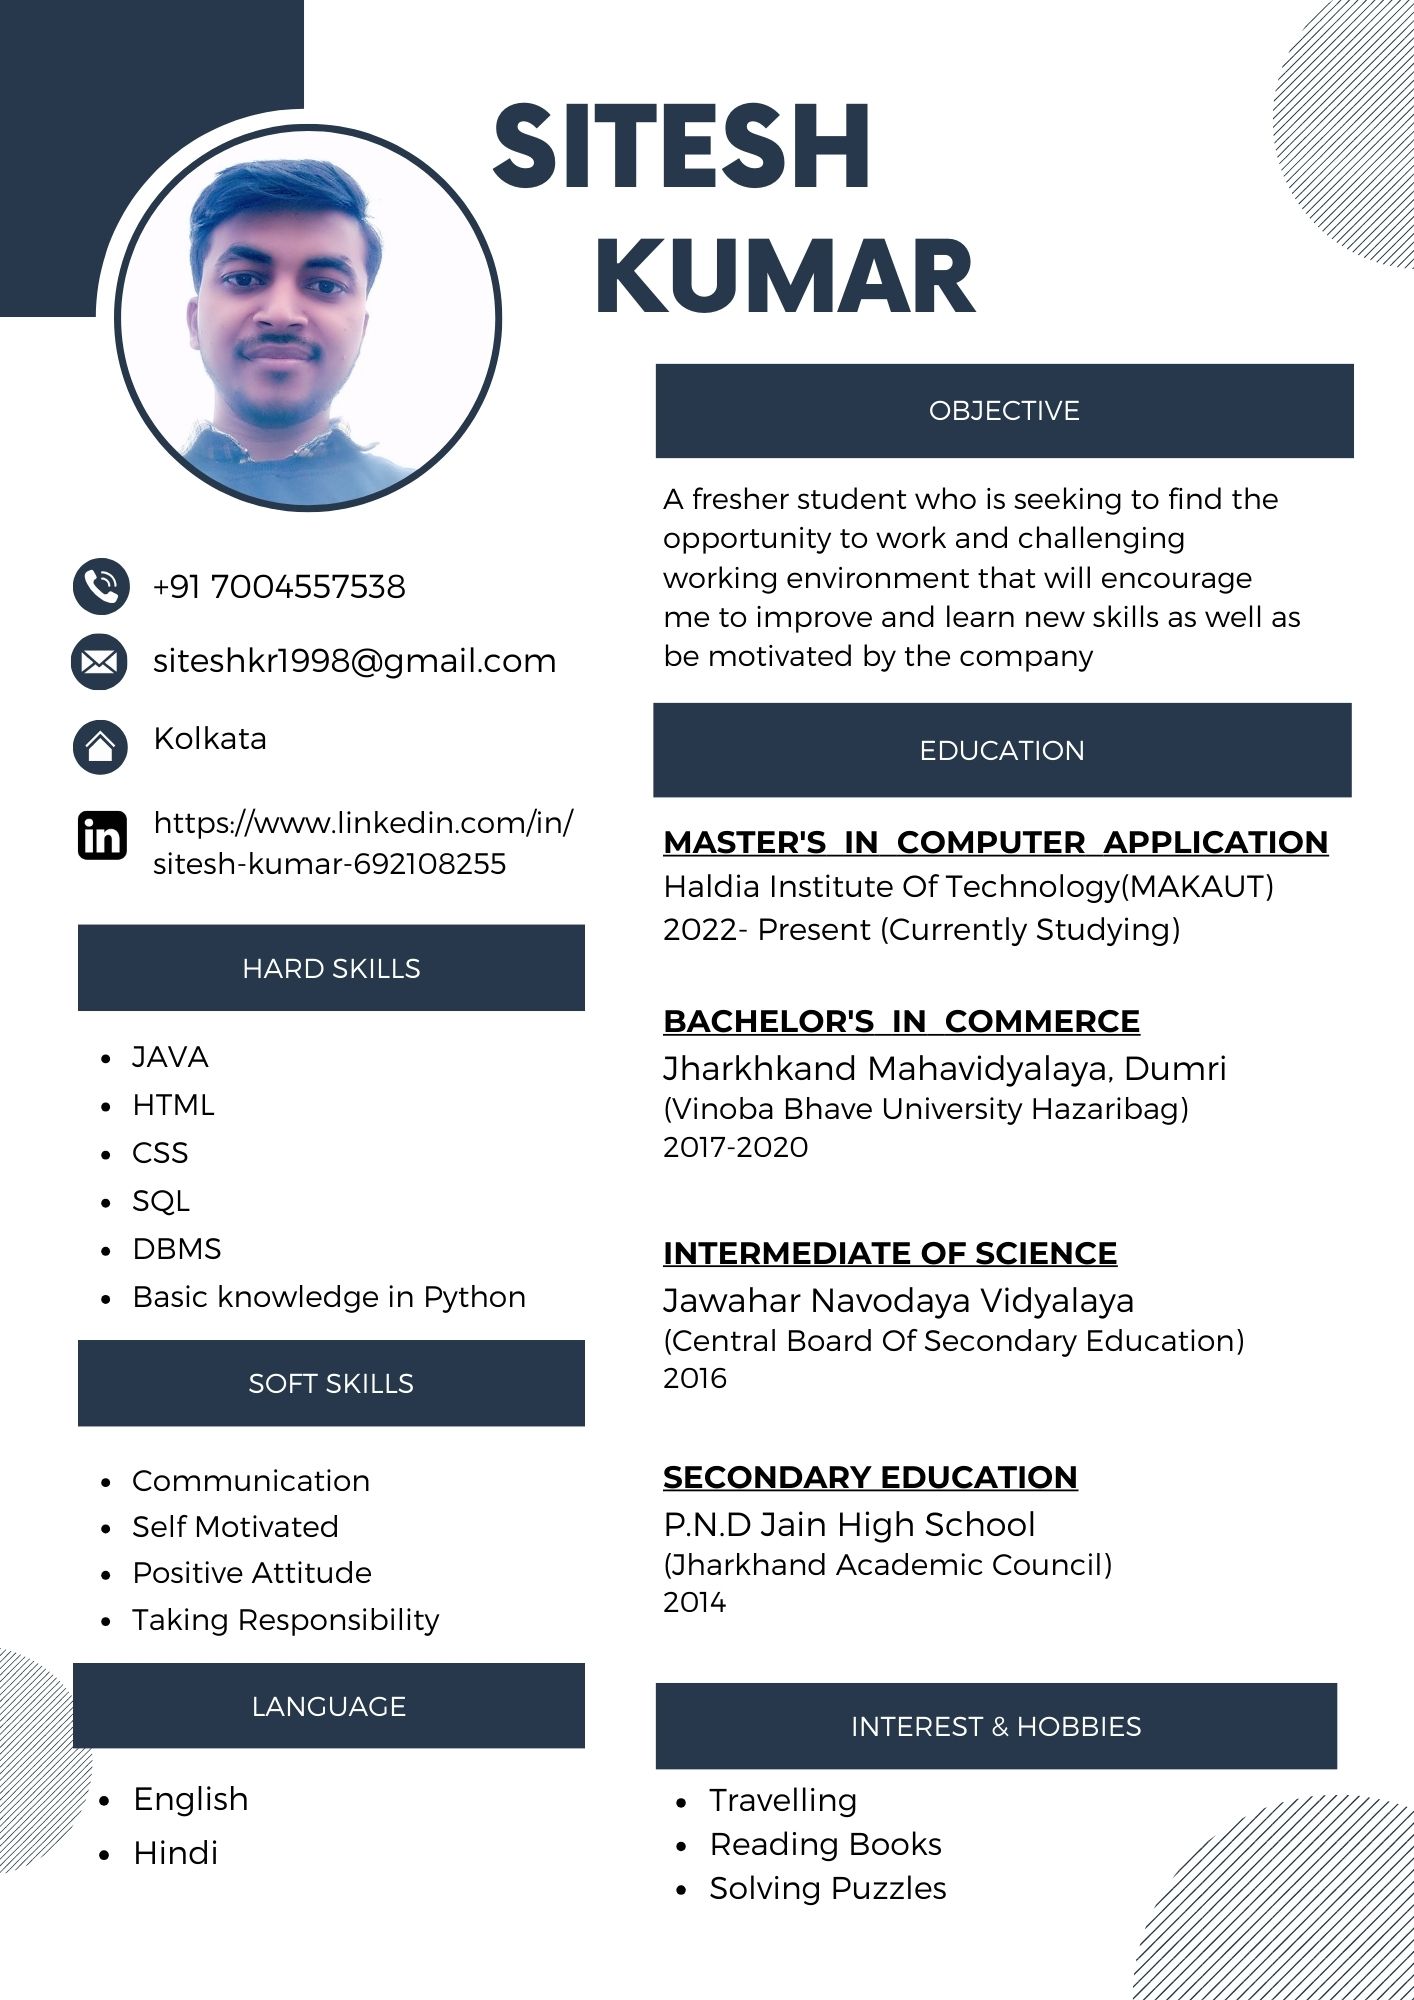 SITESH
KUMAR
+91 7004557538
siteshkr1998@gmail.com
Kolkata
https://www.linkedin.com/in/
sitesh-kumar-692108255
HARD SKILLS
• JAVA
• HTML
• CSS
• SQL
• DBMS
• Basic knowledge in Python
SOFT SKILLS
• Communication
• Self Motivated
• Positive Attitude
• Taking Responsibility
LANGUAGE
• English
• Hindi
OBJECTIVE
A fresher student who is seeking to find the
opportunity to work and challenging
working environment that will encourage
me to improve and learn new skills as well as
be motivated by the company
EDUCATION
MASTER'S IN COMPUTER APPLICATION
Haldia Institute Of Technology(MAKAUT)
2022- Present (Currently Studying)
BACHELOR'S IN COMMERCE
Jharkhkand Mahavidyalaya, Dumri
(Vinoba Bhave University Hazaribag)
2017-2020
INTERMEDIATE OF SCIENCE
Jawahar Navodaya Vidyalaya
(Central Board Of Secondary Education)
2016
SECONDARY EDUCATION
P.N.D Jain High School
(Jharkhand Academic Council)
2014
INTEREST & HOBBIES
• Travelling
• Reading Books
• Solving Puzzles